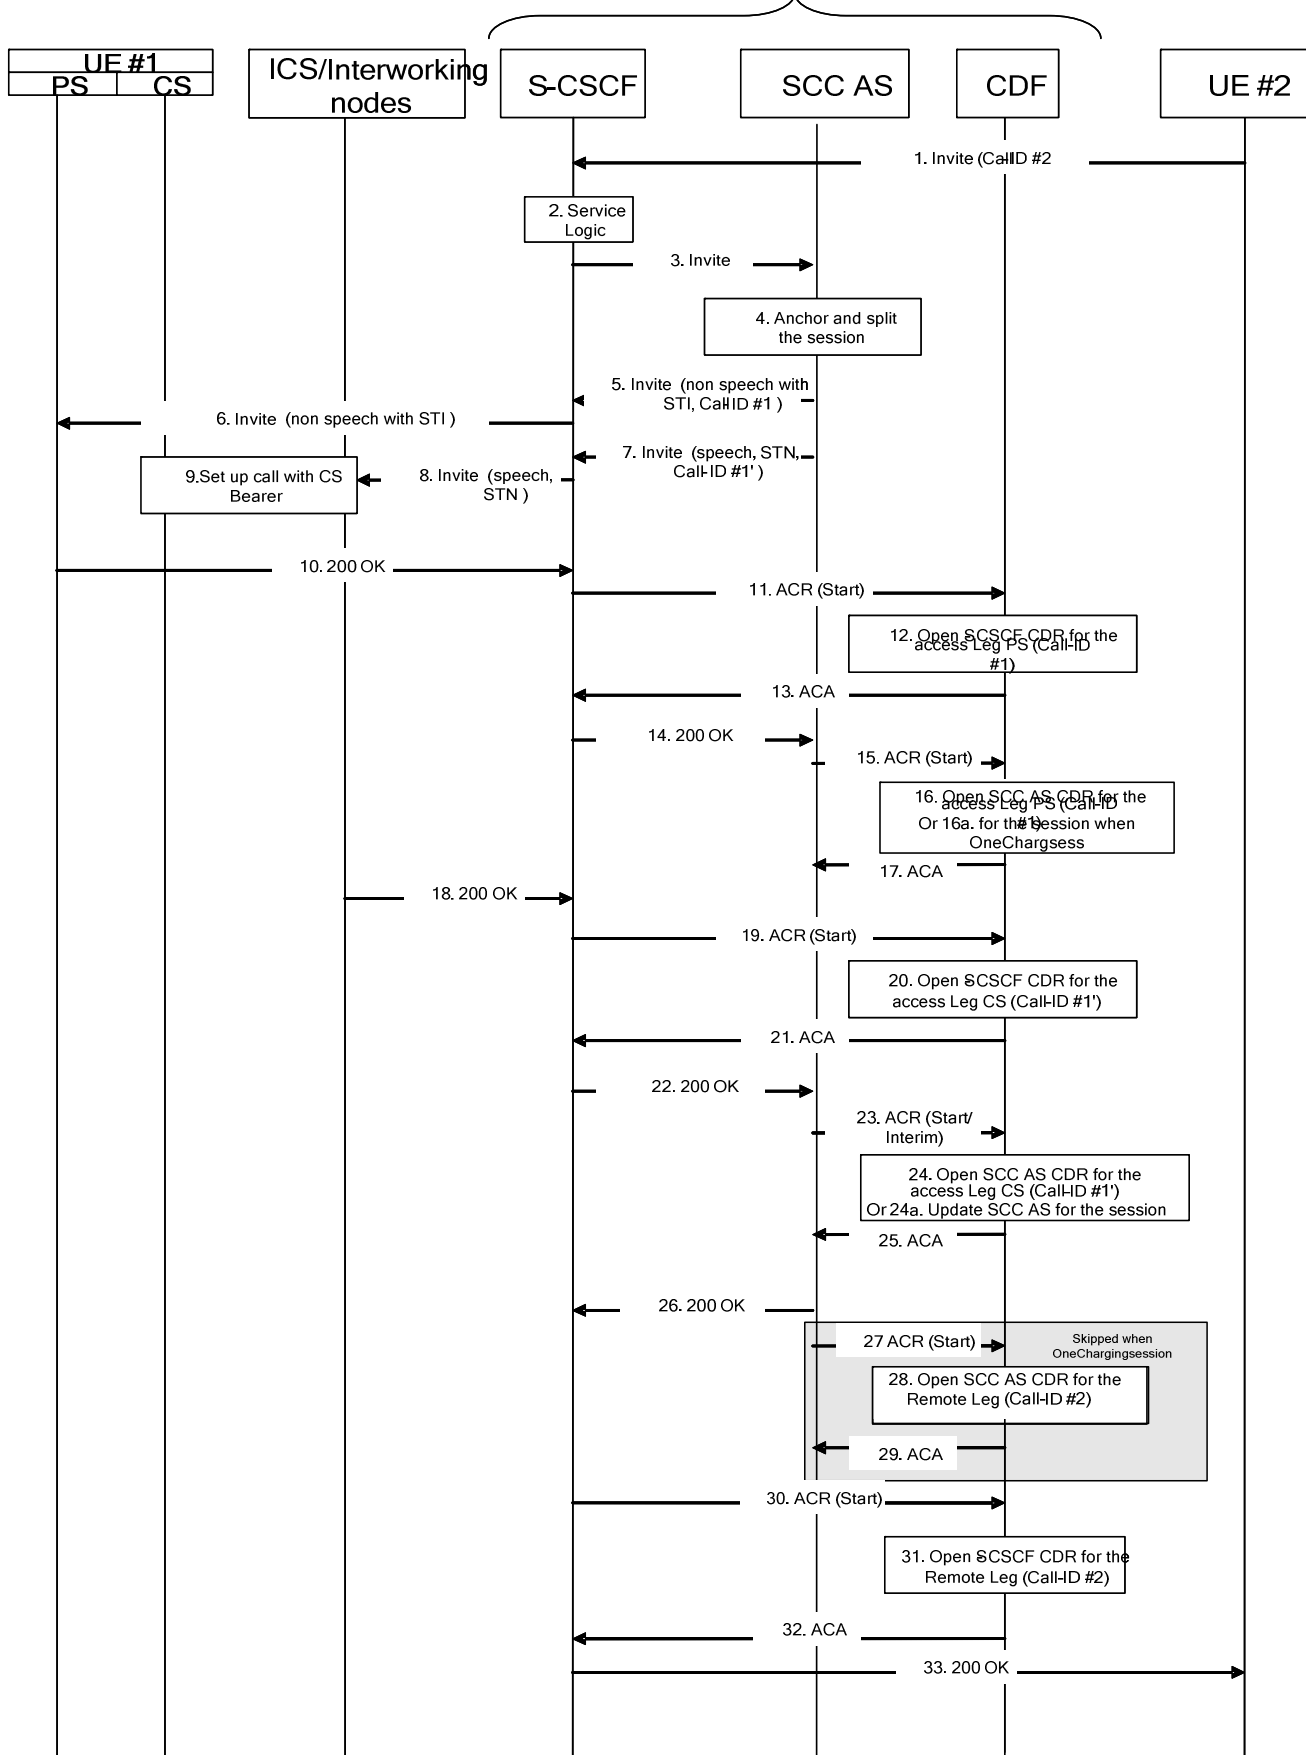 UE #1
PS
CS
ICS/Interworking
nodes
S-CSCF
SCC AS
CDF
UE #2
1. Invite (Call-ID #2
2. Service
Logic
3. Invite
4. Anchor and split
the session
5. Invite (non speech with
STI, Call-ID #1 )
6. Invite (non speech with STI )
7. Invite (speech, STN,
Call-ID #1' )
8. Invite (speech,
STN )
9.Set up call with CS
Bearer
10. 200 OK
11. ACR (Start)
12. Open S-CSCF CDR for the
access Leg PS (Call-ID
#1)
13. ACA
14. 200 OK
15. ACR (Start)
16. Open SCC AS CDR for the
access Leg PS (Call-ID
#1)
Or 16a. for the session when
OneChargsess
17. ACA
18. 200 OK
19. ACR (Start)
20. Open S-CSCF CDR for the
access Leg CS (Call-ID #1')
21. ACA
22. 200 OK
23. ACR (Start/
Interim)
24. Open SCC AS CDR for the
access Leg CS (Call-ID #1')
Or 24a. Update SCC AS for the session
25. ACA
26. 200 OK
27 ACR (Start)
Skipped when
OneChargingsession
28. Open SCC AS CDR for the
Remote Leg (Call-ID #2)
29. ACA
30. ACR (Start)
31. Open S-CSCF CDR for the
Remote Leg (Call-ID #2)
32. ACA
33. 200 OK